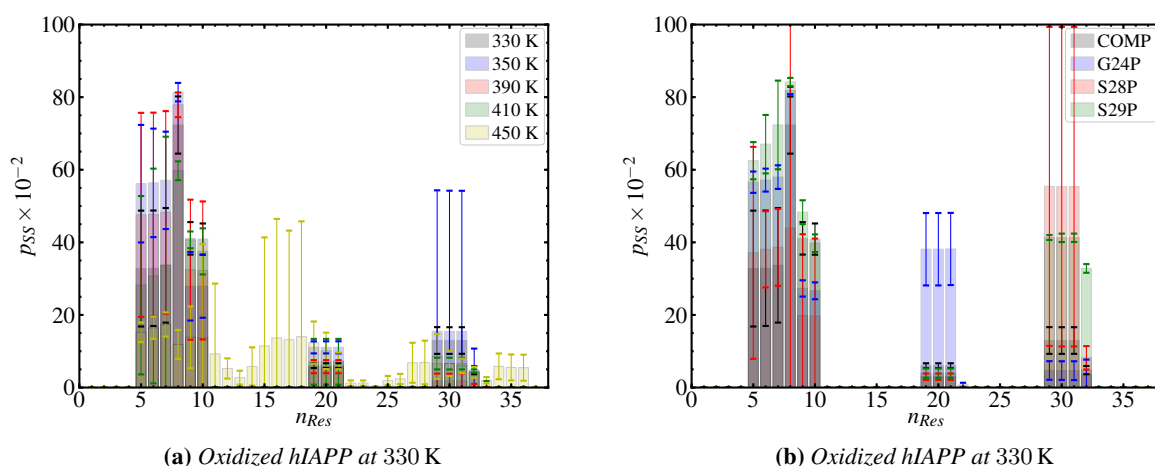 100
80
60
40
20
0
0 5 10 15 20 25 30 35
p_SS × 10^−2
n_Res
330 K
350 K
390 K
410 K
450 K
(a) Oxidized hIAPP at 330 K
100
80
60
40
20
0
0 5 10 15 20 25 30 35
p_SS × 10^−2
n_Res
COMP
G24P
S28P
S29P
(b) Oxidized hIAPP at 330 K